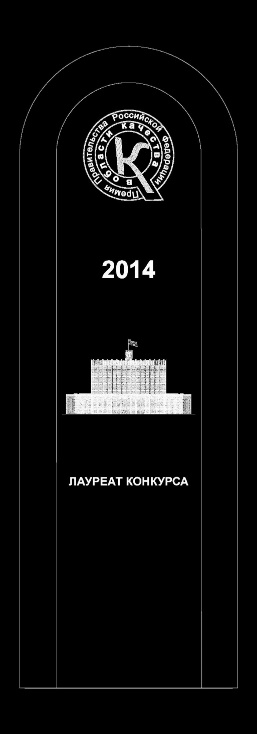 Премия Правительства Российской Федерации
в области качества
К
2014
ЛАУРЕАТ КОНКУРСА